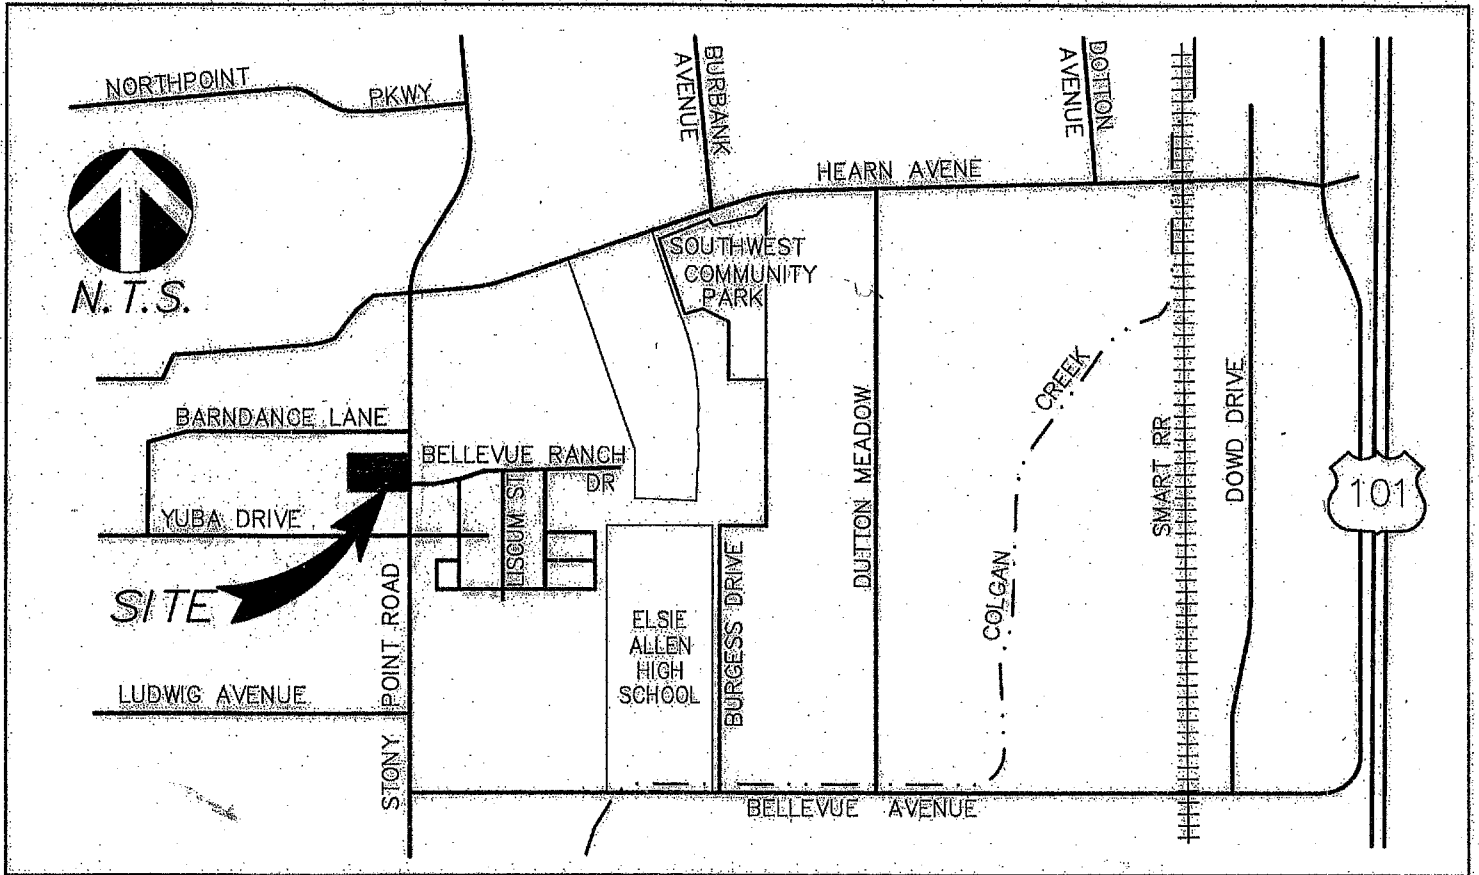 NORTHPOINT PKWY
BURBANK
AVENUE
DOTTON
AVENUE
HEARN AVENE
N.T.S.
SOUTHWEST
COMMUNITY
PARK
BARNDANCE LANE
BELLEVUE RANCH
DR
LISCUM ST
YUBA DRIVE
SITE
STONY POINT ROAD
LUDWIG AVENUE
ELSIE
ALLEN
HIGH
SCHOOL
BURGESS DRIVE
DUTTON MEADOW
COLGAN CREEK
SMART RR
DOWD DRIVE
101
BELLEVUE AVENUE